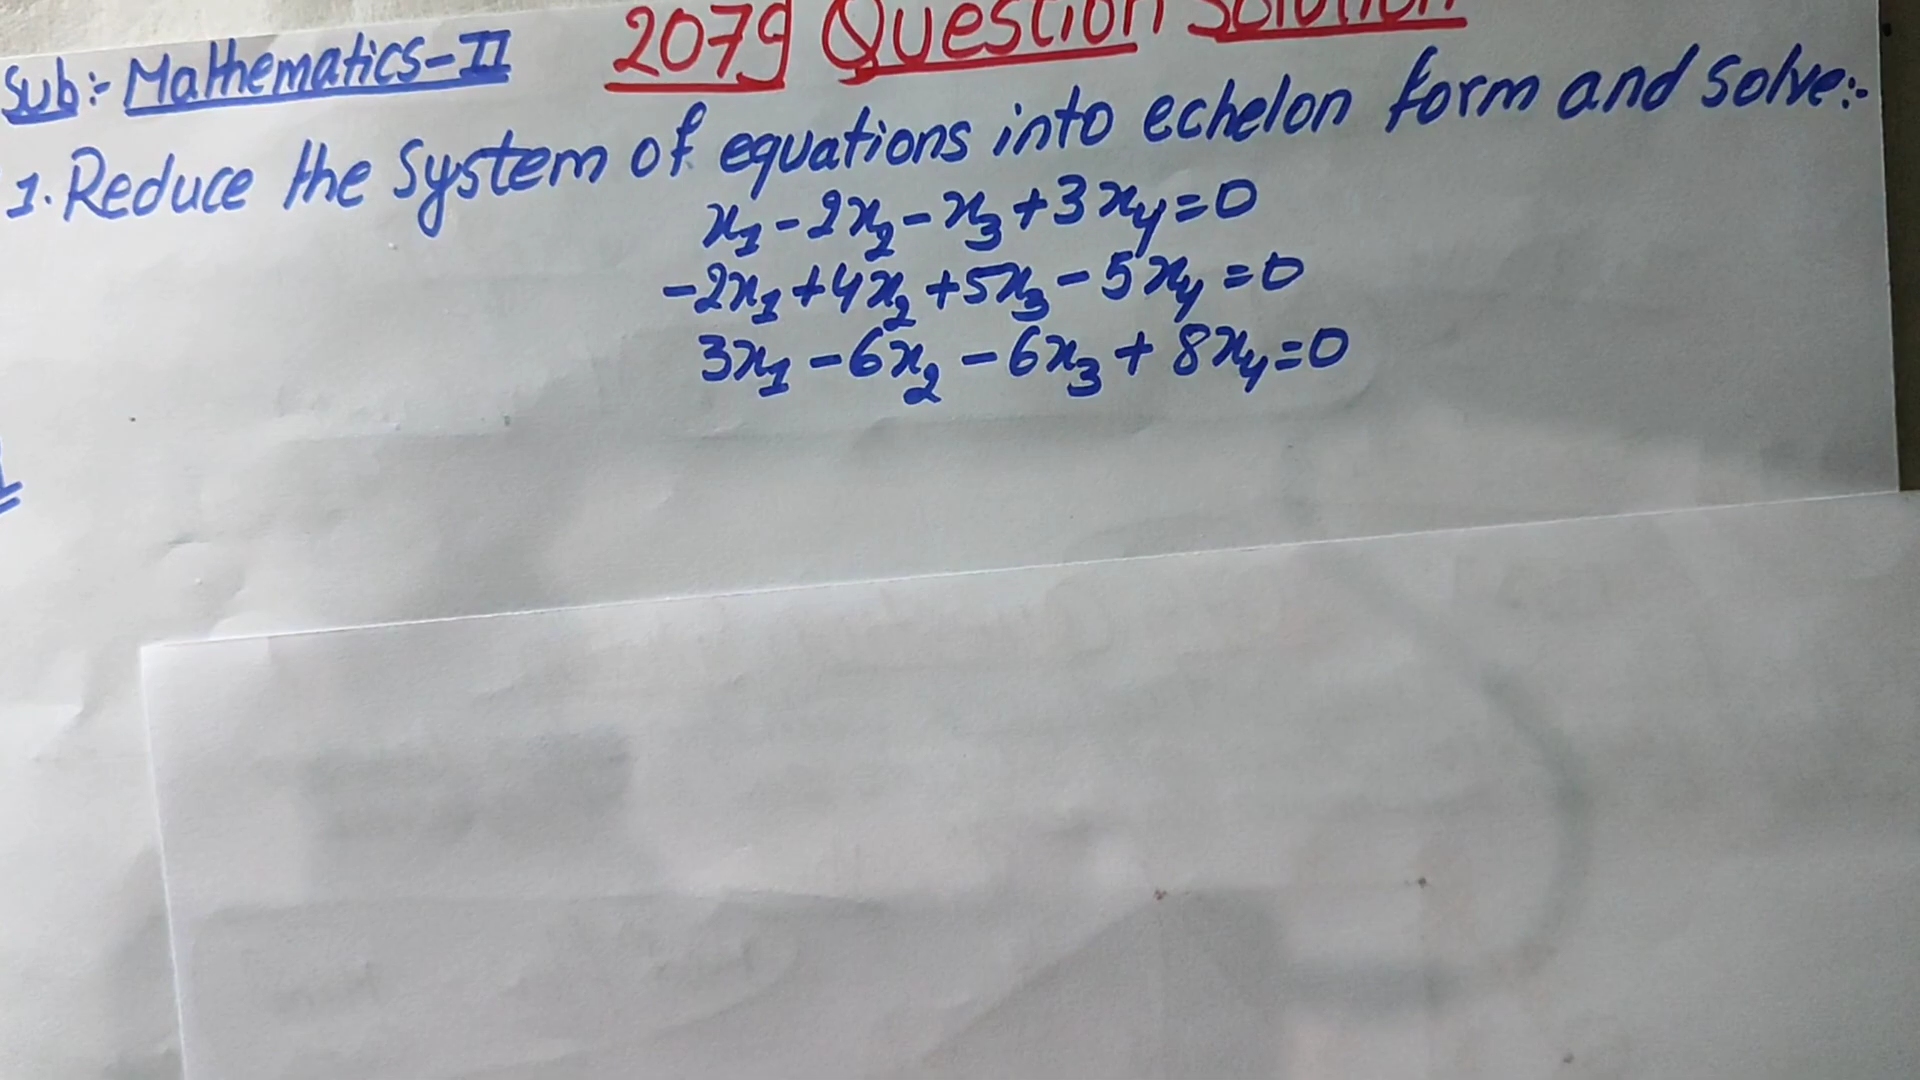 Sub:- Mathematics-II 2079 Question Solution
1. Reduce the System of equations into echelon form and solve:-
x₁ - 2x₂ - x₃ + 3x₄ = 0
-2x₁ + 4x₂ + 5x₃ - 5x₄ = 0
3x₁ - 6x₂ - 6x₃ + 8x₄ = 0